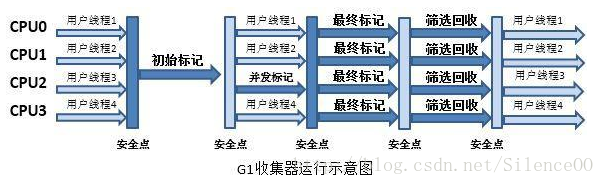 CPU0 用户线程1 用户线程1 最终标记 筛选回收 用户线程1
CPU1 用户线程2 初始标记 用户线程2 最终标记 筛选回收 用户线程2
CPU2 用户线程3 并发标记 最终标记 筛选回收 用户线程3
CPU3 用户线程4 用户线程4 最终标记 筛选回收 用户线程4
安全点 安全点 安全点 安全点 安全点
G1收集器运行示意图
blog.csdn.net/Silence00